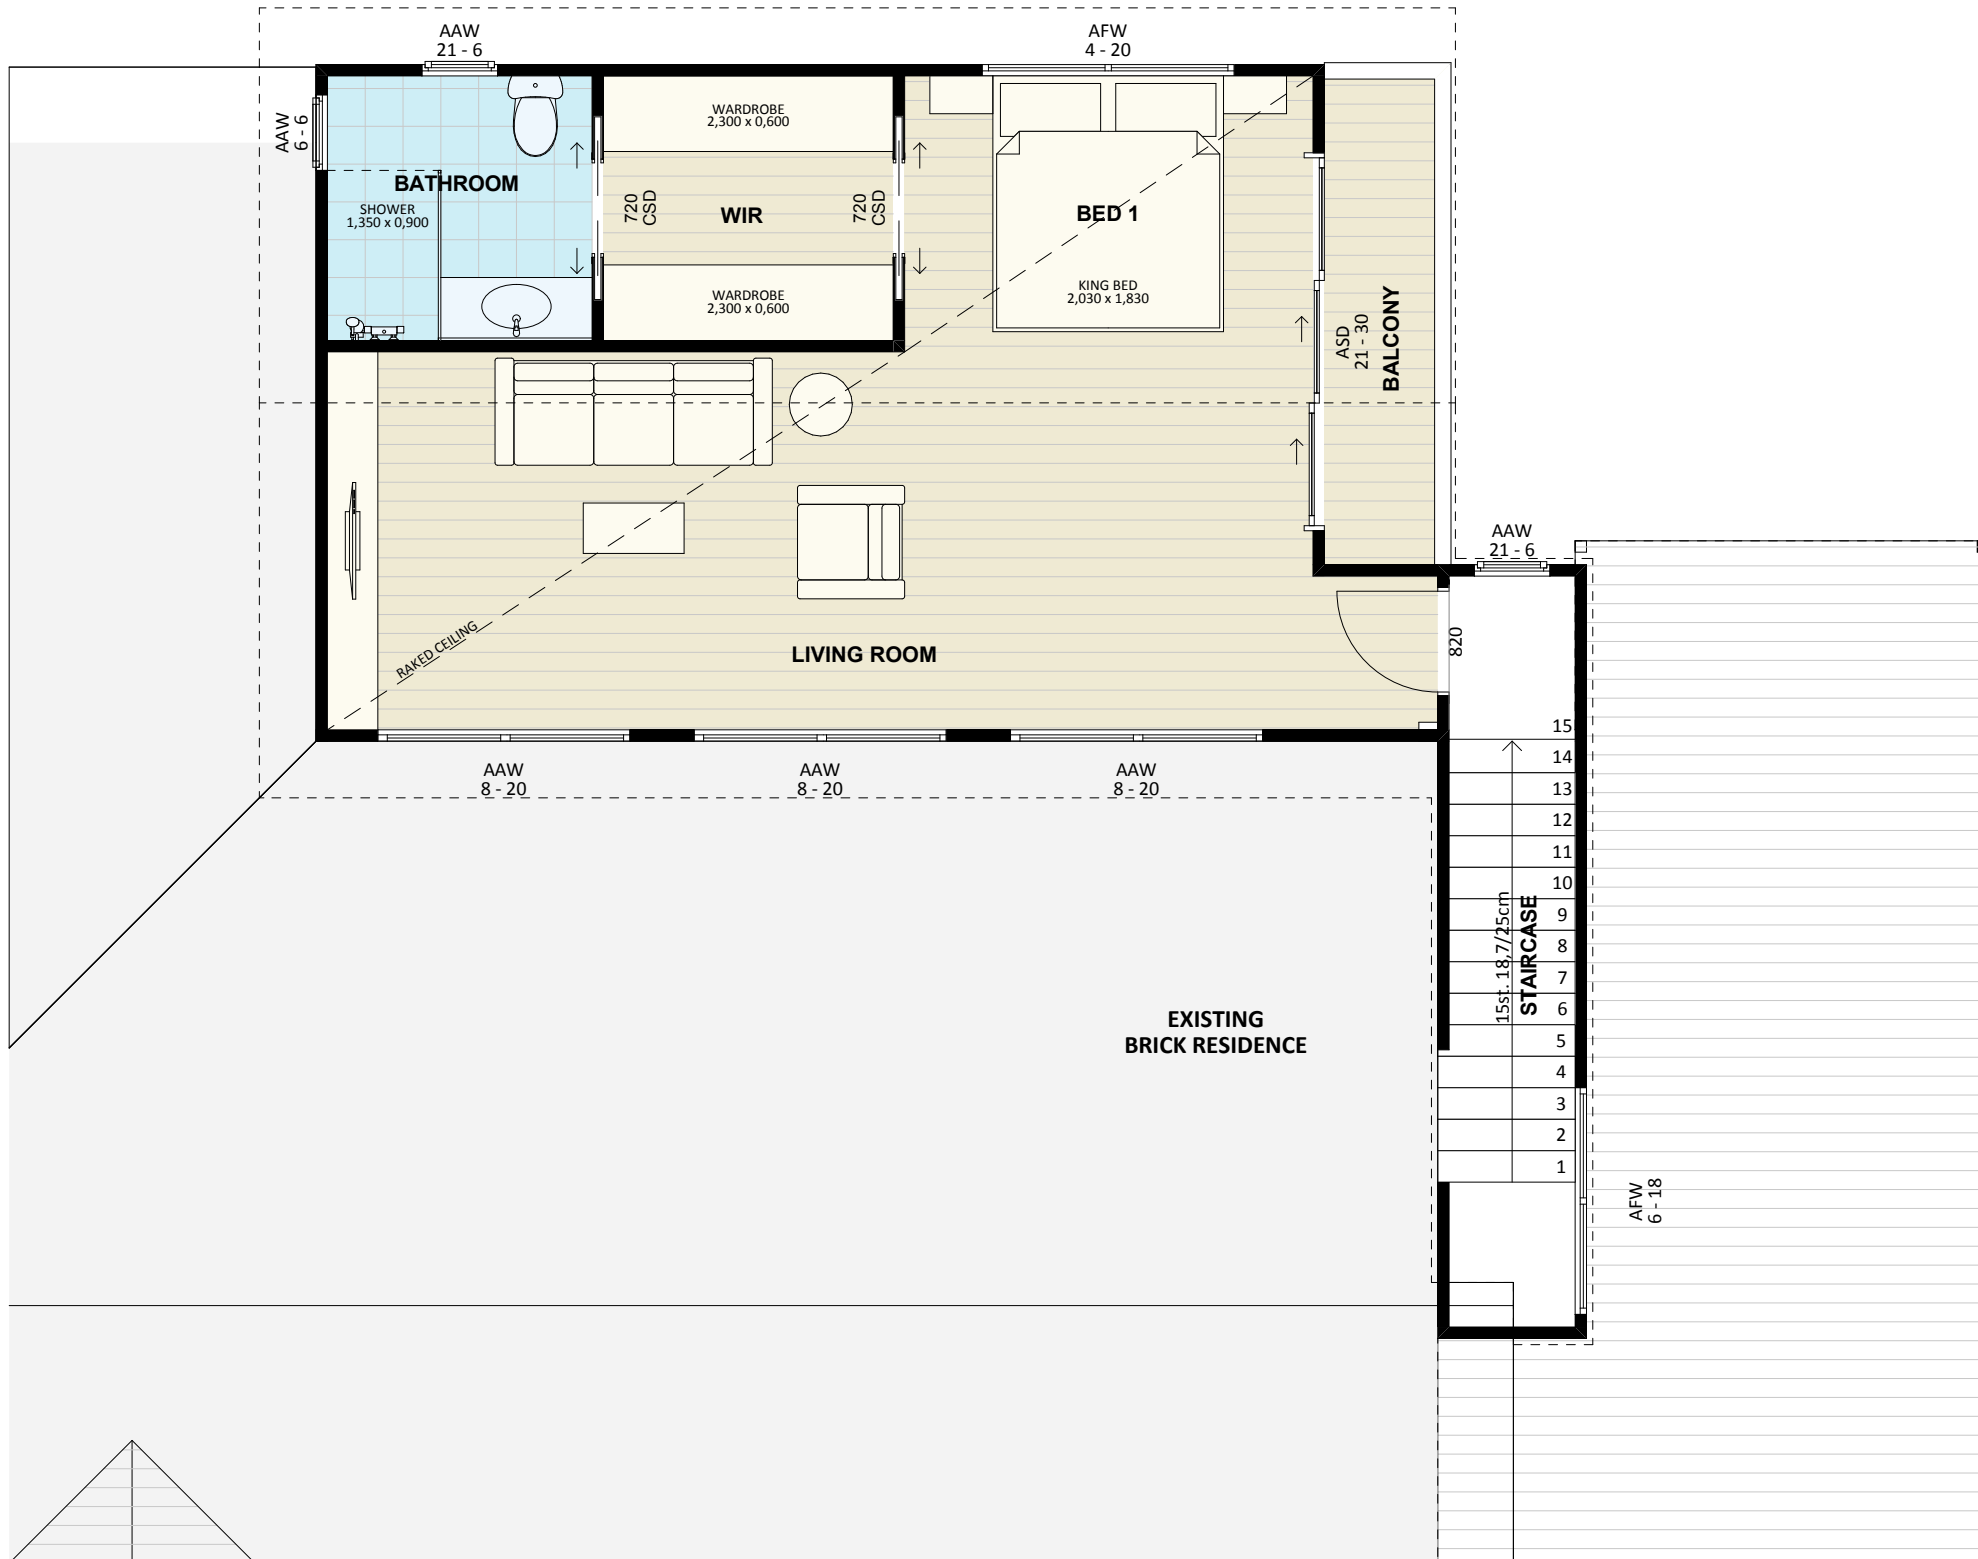 AAW
21 - 6
AFW
4 - 20
AAW
6 - 6
WARDROBE
2,300 x 0,600
BATHROOM
SHOWER
1,350 x 0,900
720
CSD
WIR
720
CSD
BED 1
WARDROBE
2,300 x 0,600
KING BED
2,030 x 1,830
ASD
21 - 30
BALCONY
AAW
21 - 6
RAKED CEILING
LIVING ROOM
820
AAW
8 - 20
AAW
8 - 20
AAW
8 - 20
15
14
13
12
11
10
9
8
7
6
5
4
3
2
1
15st. 18,7/25cm
STAIRCASE
EXISTING
BRICK RESIDENCE
AFW
6 - 18